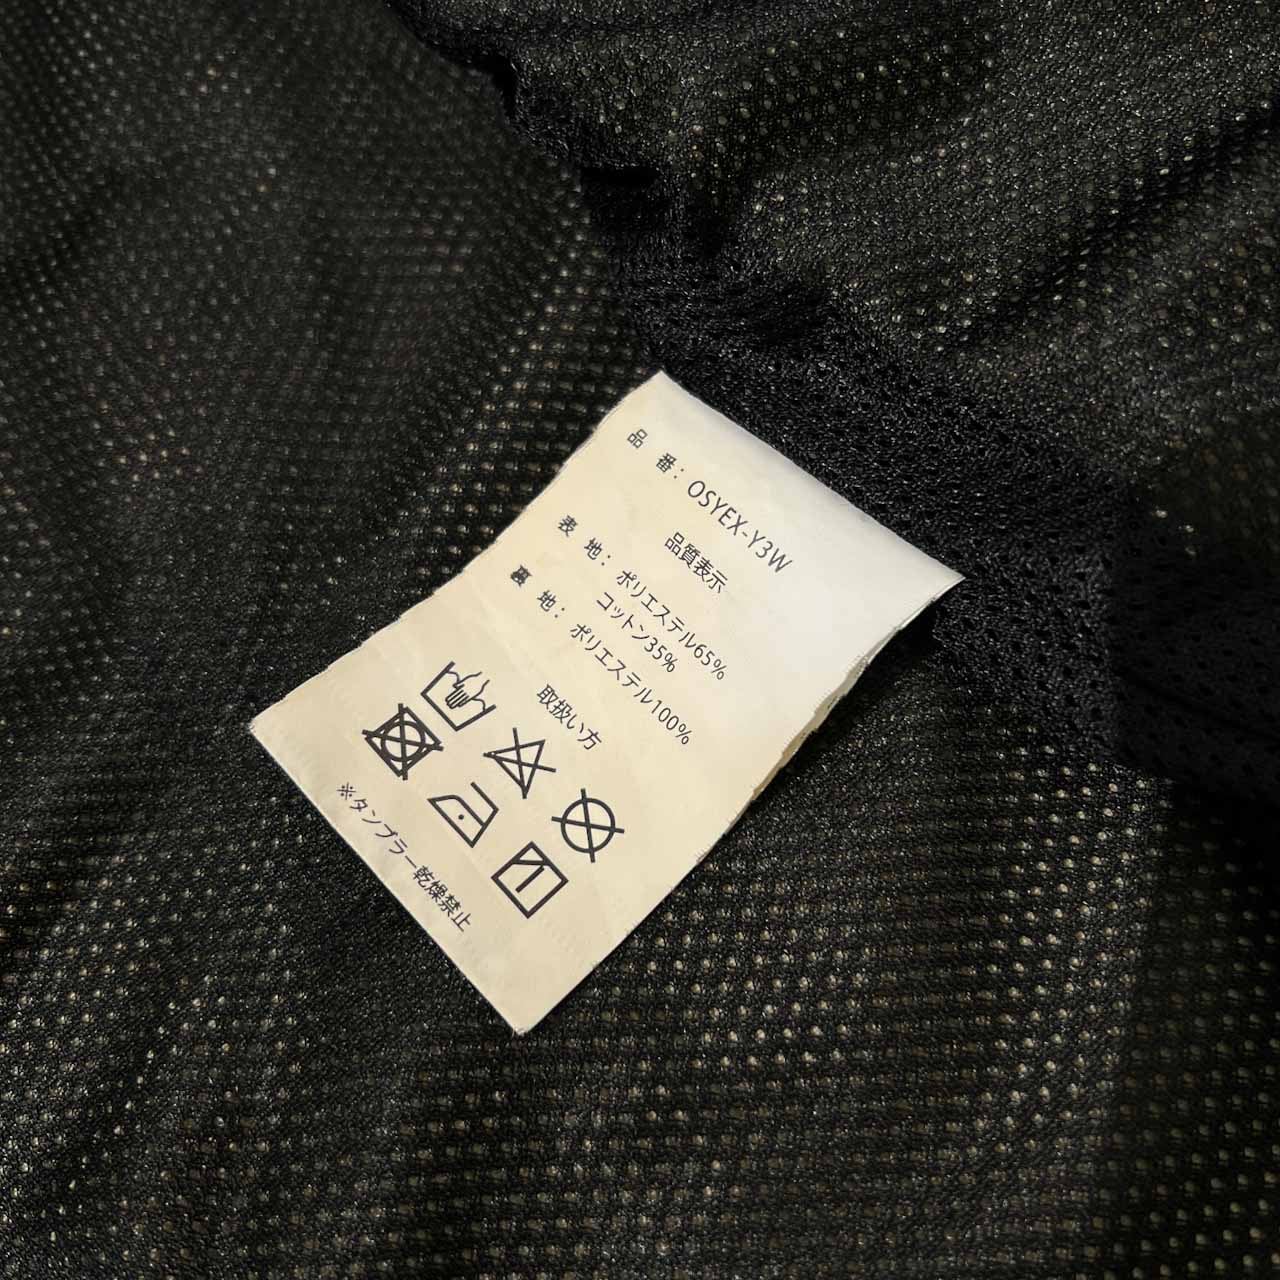 品 番：OSYEX-Y3W
品質表示
表 地：ポリエステル65%
コットン35%
裏 地：ポリエステル100%
取扱い方
※タンブラー乾燥禁止